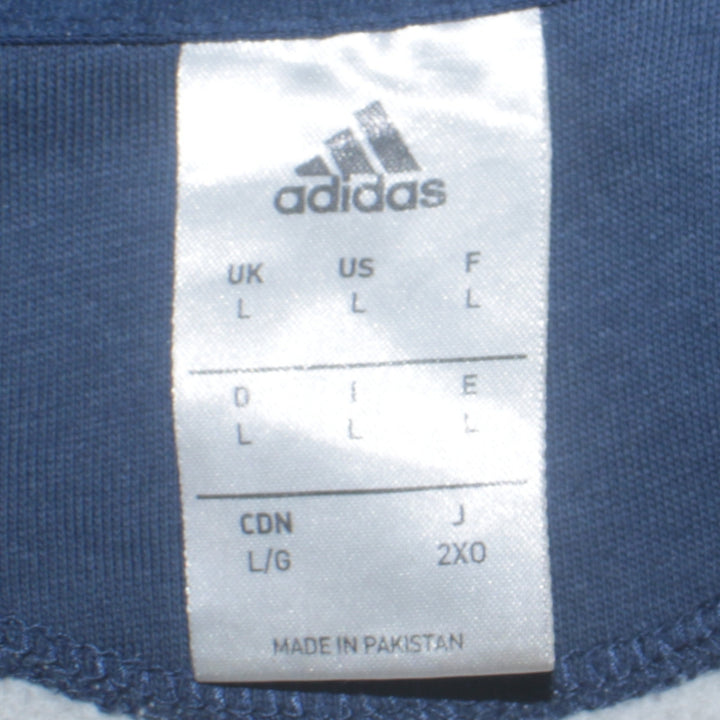 adidas
UK US F
L L L
D I E
L L L
CDN J
L/G 2XO
MADE IN PAKISTAN